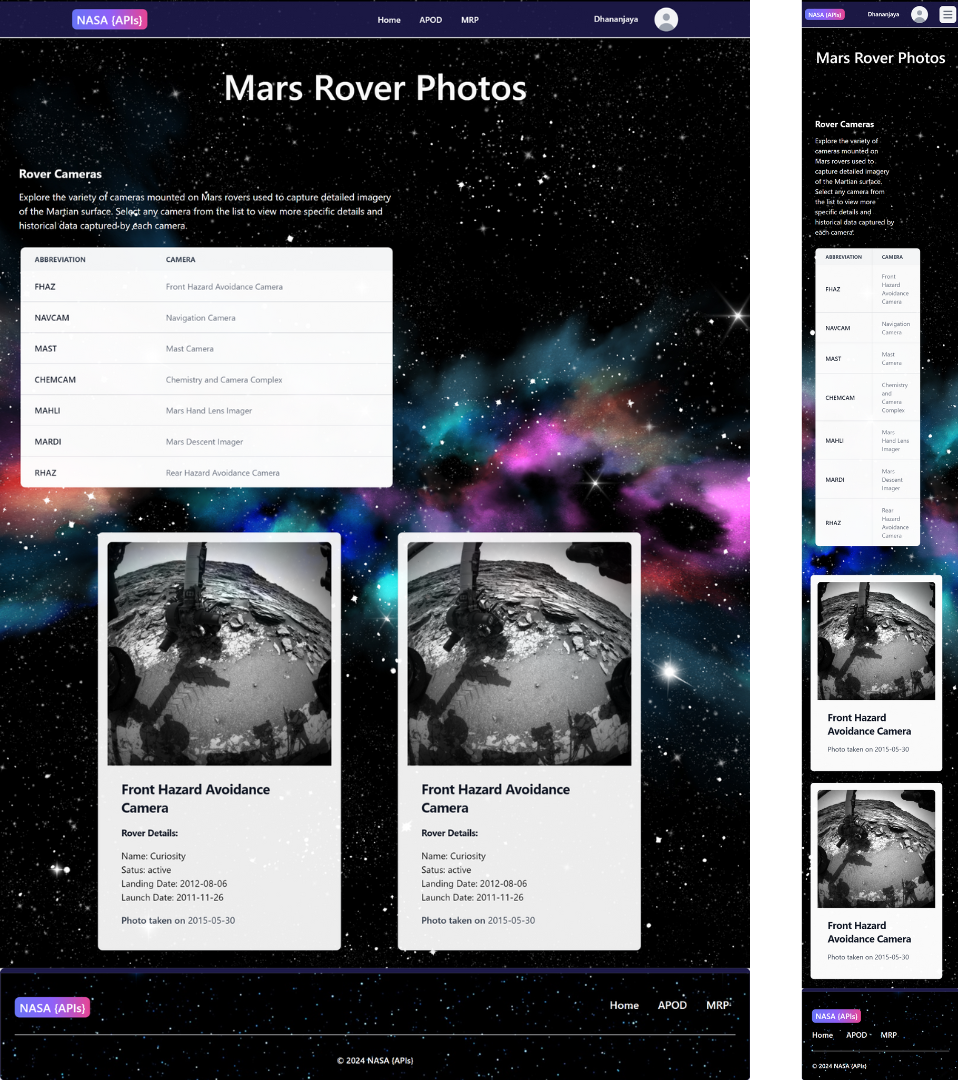 NASA {APIs}
Home APOD MRP
Dhananjaya
Mars Rover Photos
Rover Cameras
Explore the variety of cameras mounted on Mars rovers used to capture detailed imagery
of the Martian surface. Select any camera from the list to view more specific details and
historical data captured by each camera.
ABBREVIATION CAMERA
FHAZ Front Hazard Avoidance Camera
NAVCAM Navigation Camera
MAST Mast Camera
CHEMCAM Chemistry and Camera Complex
MAHLI Mars Hand Lens Imager
MARDI Mars Descent Imager
RHAZ Rear Hazard Avoidance Camera
Front Hazard Avoidance
Camera
Rover Details:
Name: Curiosity
Satus: active
Landing Date: 2012-08-06
Launch Date: 2011-11-26
Photo taken on 2015-05-30
Front Hazard Avoidance
Camera
Rover Details:
Name: Curiosity
Satus: active
Landing Date: 2012-08-06
Launch Date: 2011-11-26
Photo taken on 2015-05-30
NASA {APIs}
Home APOD MRP
© 2024 NASA {APIs}
NASA {APIs}
Dhananjaya
Mars Rover Photos
Rover Cameras
Explore the variety of
cameras mounted on
Mars rovers used to
capture detailed imagery
of the Martian surface.
Select any camera from
the list to view more
specific details and
historical data captured by
each camera.
ABBREVIATION CAMERA
FHAZ
Front
Hazard
Avoidance
Camera
NAVCAM
Navigation
Camera
MAST
Mast
Camera
CHEMCAM
Chemistry
and
Camera
Complex
MAHLI
Mars
Hand Lens
Imager
MARDI
Mars
Descent
Imager
RHAZ
Rear
Hazard
Avoidance
Camera
Front Hazard
Avoidance Camera
Photo taken on 2015-05-30
Front Hazard
Avoidance Camera
Photo taken on 2015-05-30
NASA {APIs}
Home APOD MRP
© 2024 NASA {APIs}